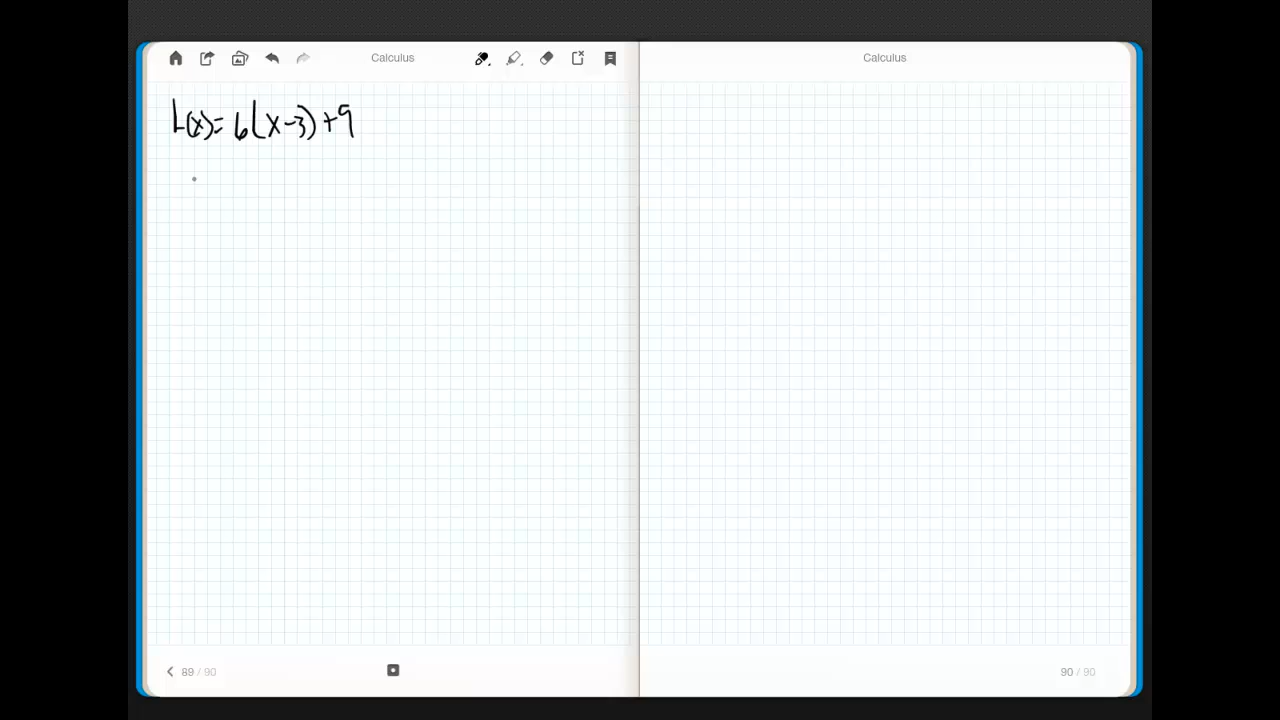 Calculus
L(x)= 6(x-3)+9
89 / 90
Calculus
90 / 90